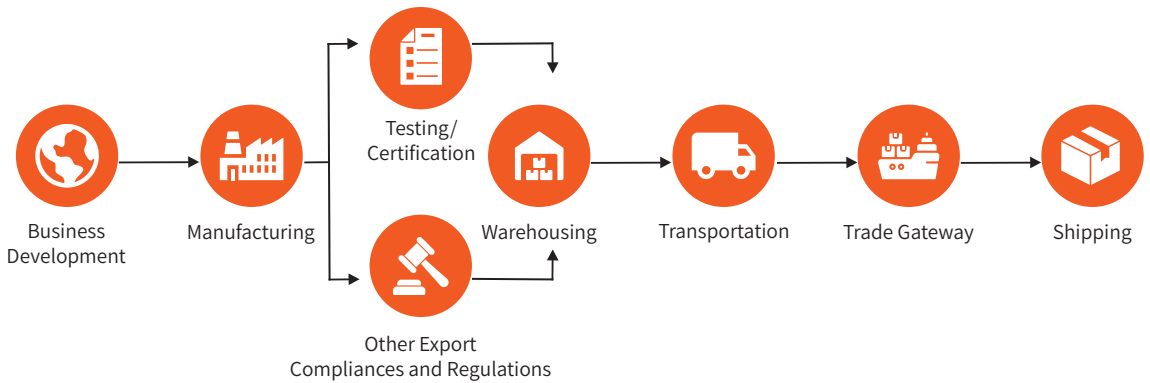 Business
Development
Manufacturing
Testing/
Certification
Other Export
Compliances and Regulations
Warehousing
Transportation
Trade Gateway
Shipping